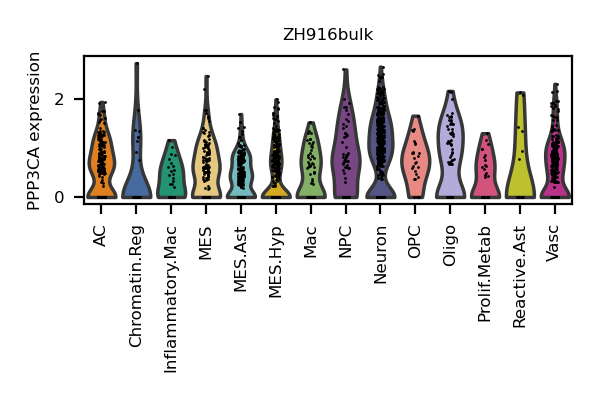 ZH916bulk
PPP3CA expression
2
0
AC
Chromatin.Reg
Inflammatory.Mac
MES
MES.Ast
MES.Hyp
Mac
NPC
Neuron
OPC
Oligo
Prolif.Metab
Reactive.Ast
Vasc